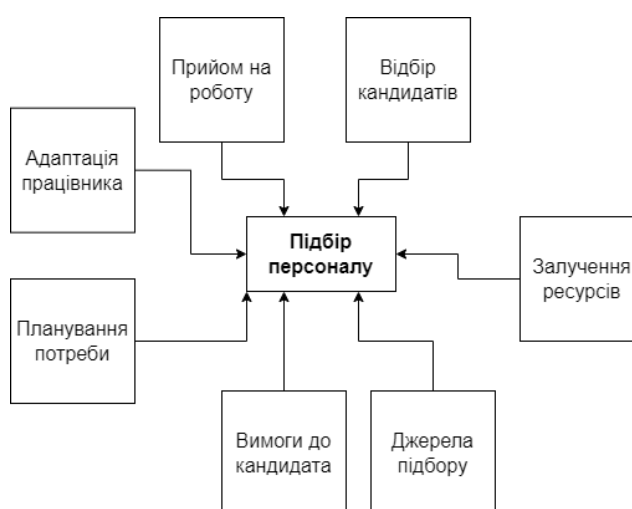 Прийом на
роботу
Відбір
кандидатів
Адаптація
працівника
Підбір
персоналу
Залучення
ресурсів
Планування
потреби
Вимоги до
кандидата
Джерела
підбору